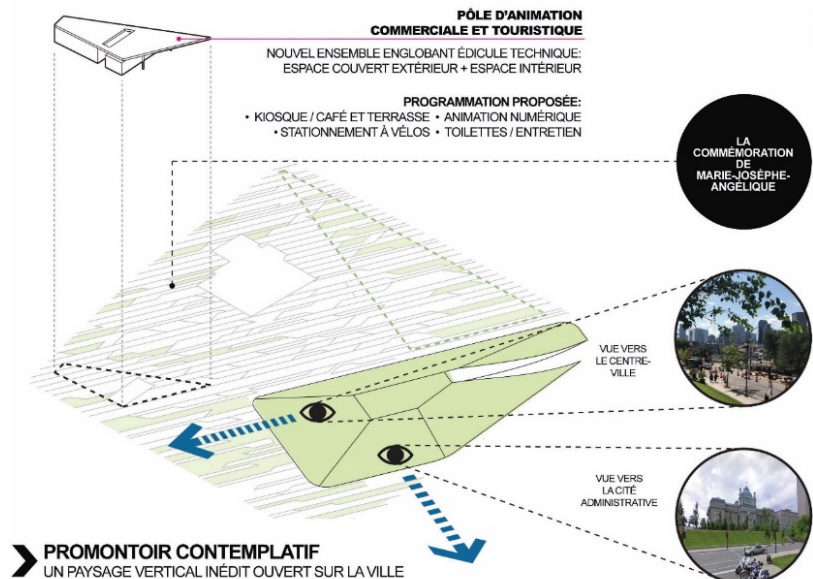 PÔLE D'ANIMATION
COMMERCIALE ET TOURISTIQUE
NOUVEL ENSEMBLE ENGLOBANT ÉDICULE TECHNIQUE:
ESPACE COUVERT EXTÉRIEUR + ESPACE INTÉRIEUR
PROGRAMMATION PROPOSÉE:
• KIOSQUE / CAFÉ ET TERRASSE • ANIMATION NUMÉRIQUE
• STATIONNEMENT À VÉLOS • TOILETTES / ENTRETIEN
LA
COMMÉMORATION
DE
MARIE-JOSÈPHE-
ANGÉLIQUE
VUE VERS
LE CENTRE-
VILLE
VUE VERS
LA CITÉ
ADMINISTRATIVE
PROMONTOIR CONTEMPLATIF
UN PAYSAGE VERTICAL INÉDIT OUVERT SUR LA VILLE